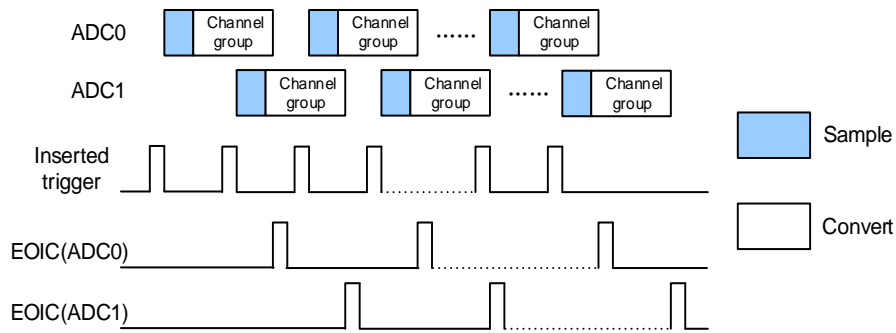 ADC0
Channel group
Channel group
......
Channel group
ADC1
Channel group
Channel group
......
Channel group
Sample
Inserted trigger
Convert
EOIC(ADC0)
EOIC(ADC1)